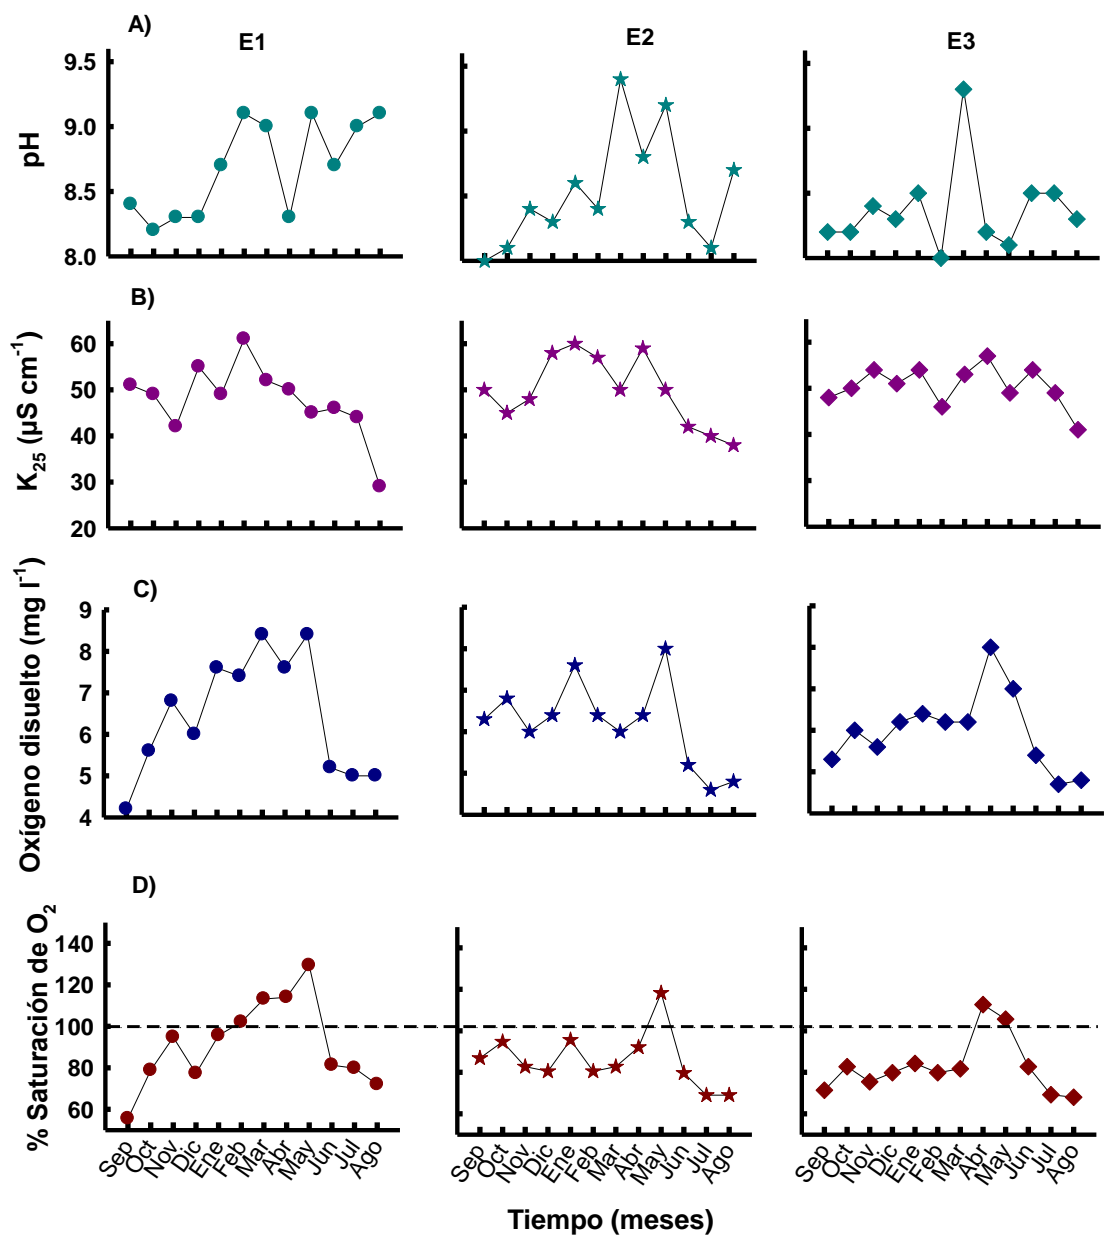 A)
E1
E2
E3
pH
9.5
9.0
8.5
8.0
B)
K25 (µS cm-1)
60
50
40
30
20
C)
Oxígeno disuelto (mg l-1)
9
8
7
6
5
4
D)
% Saturación de O2
140
120
100
80
60
Sep Oct Nov Dic Ene Feb Mar Abr May Jun Jul Ago
Sep Oct Nov Dic Ene Feb Mar Abr May Jun Jul Ago
Sep Oct Nov Dic Ene Feb Mar Abr May Jun Jul Ago
Tiempo (meses)